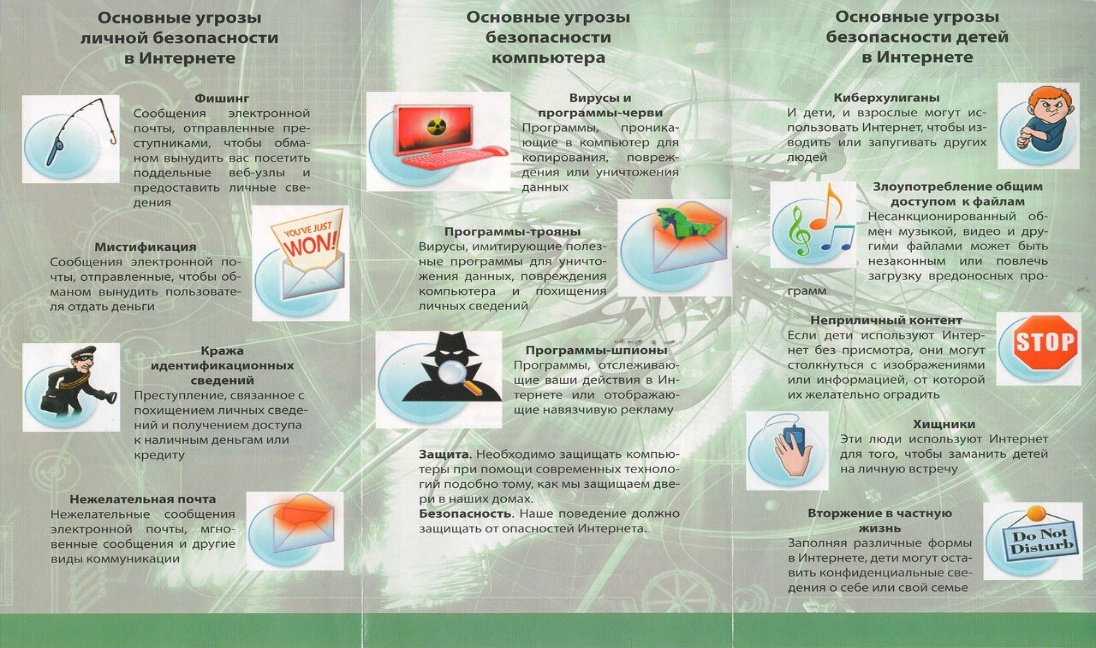 Основные угрозы
личной безопасности
в Интернете
Фишинг
Сообщения электронной
почты, отправленные пре-
ступниками, чтобы обма-
ном вынудить вас посетить
поддельные веб-узлы и
предоставить личные све-
дения
YOU'VE JUST
WON!
Мистификация
Сообщения электронной по-
чты, отправленные, чтобы об-
маном вынудить пользовате-
ля отдать деньги
Кража
идентификационных
сведений
Преступление, связанное с
похищением личных сведе-
ний и получением доступа
к наличным деньгам или
кредиту
Нежелательная почта
Нежелательные сообщения
электронной почты, мгно-
венные сообщения и другие
виды коммуникации
Основные угрозы
безопасности
компьютера
Вирусы и
программы-черви
Программы, проника-
ющие в компьютер для
копирования, повреж-
дения или уничтожения
данных
Программы-трояны
Вирусы, имитирующие полез-
ные программы для уничто-
жения данных, повреждения
компьютера и похищения
личных сведений
Программы-шпионы
Программы, отслеживаю-
щие ваши действия в Ин-
тернете или отображаю-
щие навязчивую рекламу
Защита. Необходимо защищать компью-
теры при помощи современных техноло-
гий подобно тому, как мы защищаем две-
ри в наших домах.
Безопасность. Наше поведение должно
защищать от опасностей Интернета.
Основные угрозы
безопасности детей
в Интернете
Киберхулиганы
И дети, и взрослые могут ис-
пользовать Интернет, чтобы из-
водить или запугивать других
людей
Злоупотребление общим
доступом к файлам
Несанкционированный об-
мен музыкой, видео и дру-
гими файлами может быть
незаконным или повлечь
загрузку вредоносных про-
грамм
Неприличный контент
Если дети используют Интер-
нет без присмотра, они могут
столкнуться с изображениями
или информацией, от которой
их желательно оградить
STOP
Хищники
Эти люди используют Интернет
для того, чтобы заманить детей
на личную встречу
Вторжение в частную
жизнь
Заполняя различные формы
в Интернете, дети могут оста-
вить конфиденциальные све-
дения о себе или свой семье
Do Not
Disturb